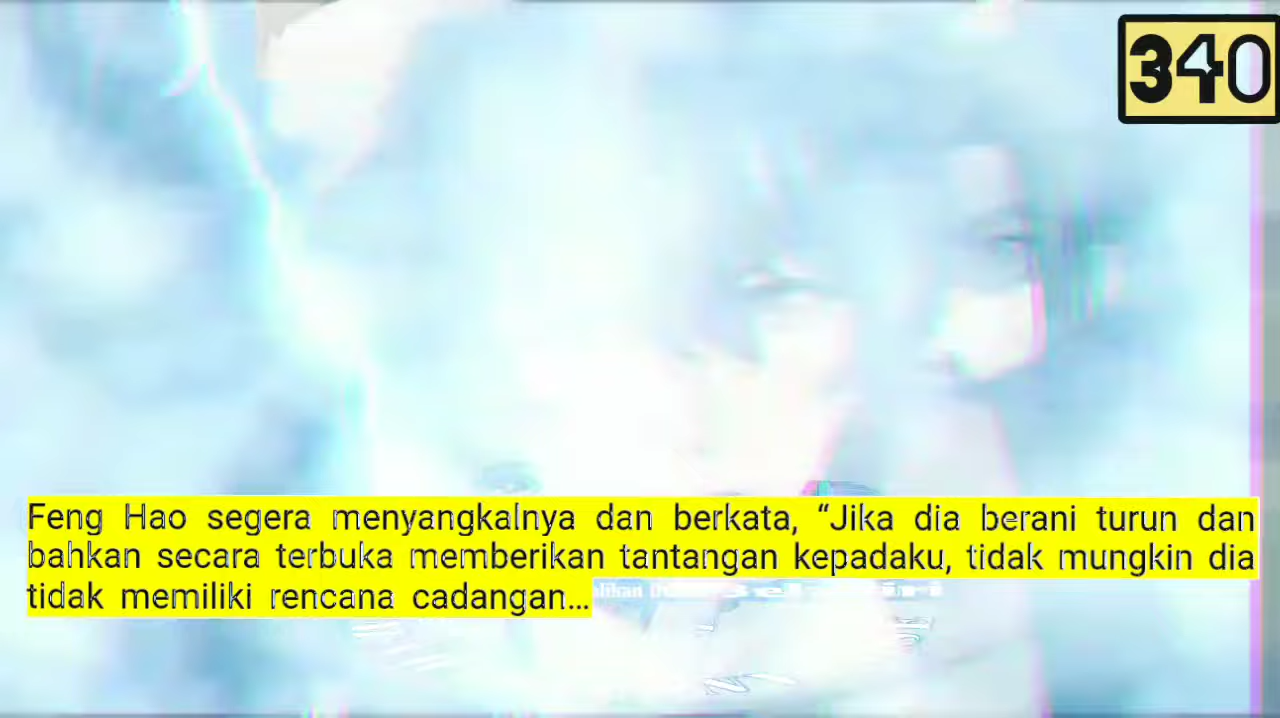 340
Feng Hao segera menyangkalnya dan berkata, “Jika dia berani turun dan
bahkan secara terbuka memberikan tantangan kepadaku, tidak mungkin dia
tidak memiliki rencana cadangan...